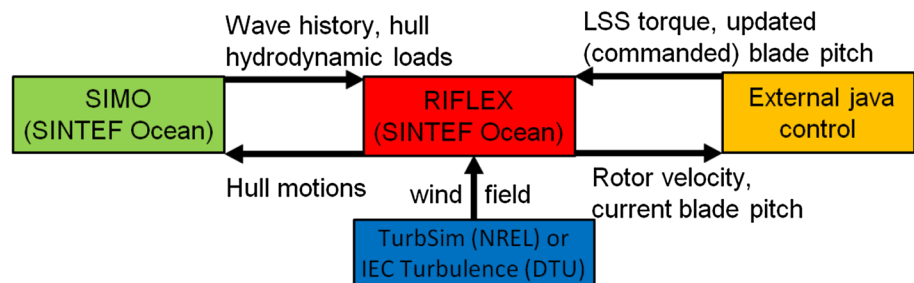 Wave history, hull
hydrodynamic loads
LSS torque, updated
(commanded) blade pitch
SIMO
(SINTEF Ocean)
RIFLEX
(SINTEF Ocean)
External java
control
Hull motions
wind field
Rotor velocity,
current blade pitch
TurbSim (NREL) or
IEC Turbulence (DTU)